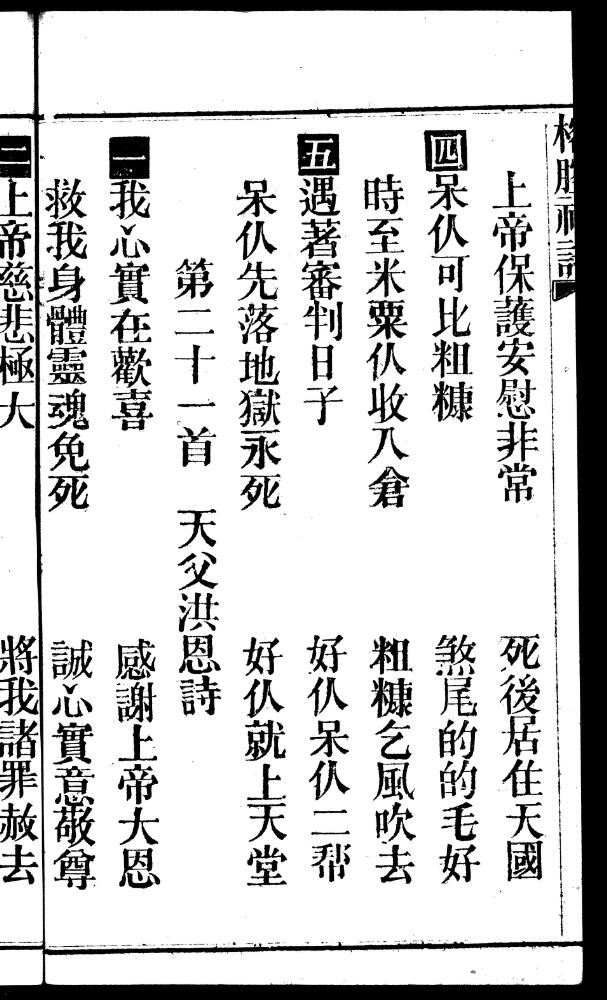 榕腔神詩
上帝保護安慰非常　死後居住天國
四　呆仈可比粗糠　煞尾的的毛好
時至米粟仈收入倉　粗糠乞風吹去
五　遇著審判日子　好仈呆仈二帮
呆仈先落地獄永死　好仈就上天堂
第二十一首　天父洪恩詩
一　我心實在歡喜　感謝上帝大恩
救我身體靈魂免死　誠心實意敬尊
二　上帝慈悲極大　將我諸罪赦去